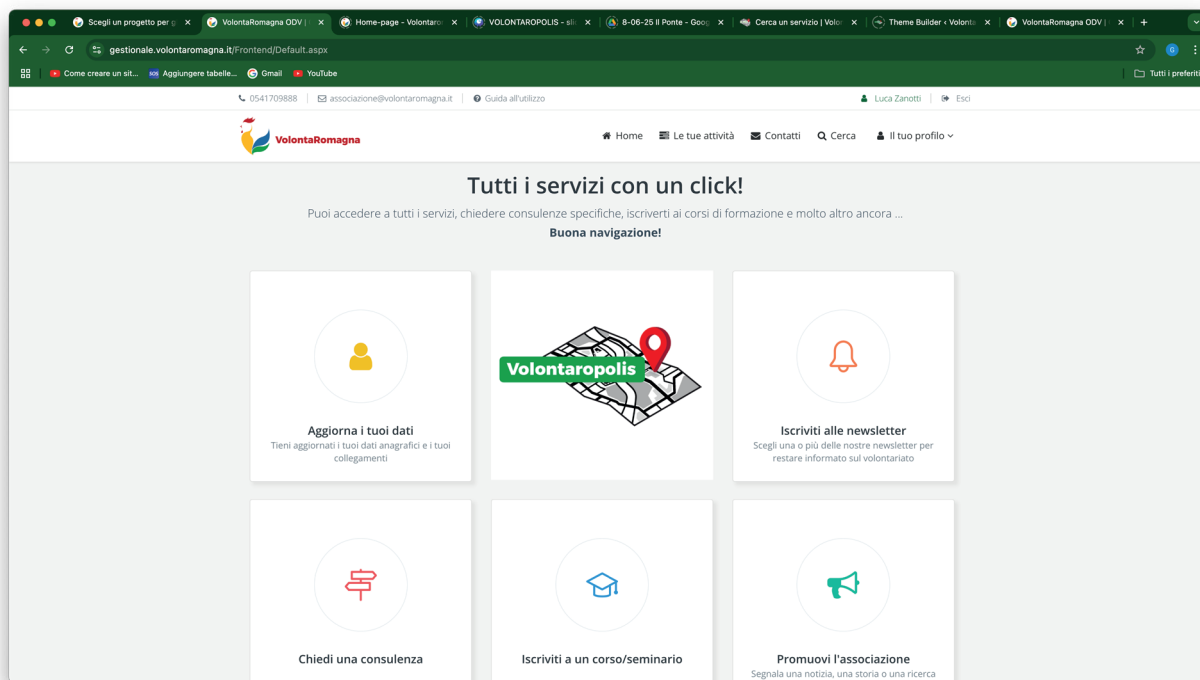 Scegli un progetto per g
VolontaRomagna ODV |
Home-page - Volontaro
VOLONTAROPOLIS - sli
8-06-25 Il Ponte - Goog
Cerca un servizio | Volon
Theme Builder ‹ Volonta
VolontaRomagna ODV |
gestionale.volontaromagna.it/Frontend/Default.aspx
G
Come creare un sit...
SOS Aggiungere tabelle...
Gmail
YouTube
Tutti i preferiti
0541709888
associazione@volontaromagna.it
Guida all'utilizzo
Luca Zanotti
Esci
VolontaRomagna
Home
Le tue attività
Contatti
Cerca
Il tuo profilo
Tutti i servizi con un click!
Puoi accedere a tutti i servizi, chiedere consulenze specifiche, iscriverti ai corsi di formazione e molto altro ancora ...
Buona navigazione!
Aggiorna i tuoi dati
Tieni aggiornati i tuoi dati anagrafici e i tuoi
collegamenti
Volontaropolis
Iscriviti alle newsletter
Scegli una o più delle nostre newsletter per
restare informato sul volontariato
Chiedi una consulenza
Iscriviti a un corso/seminario
Promuovi l'associazione
Segnala una notizia, una storia o una ricerca